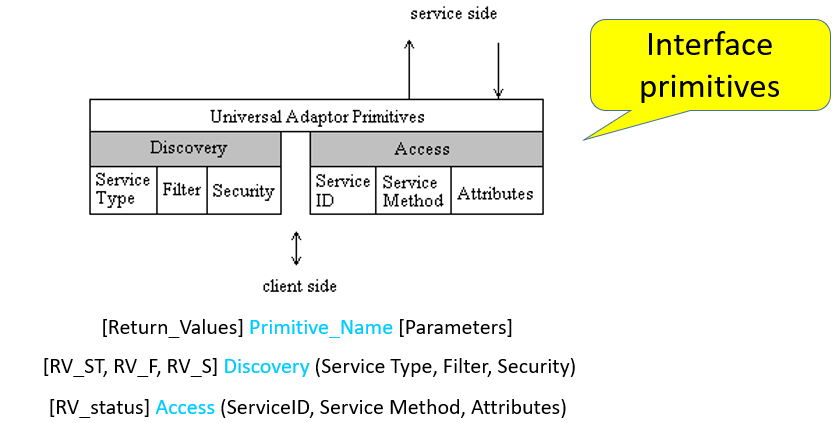 service side
Interface
primitives
Universal Adaptor Primitives
Discovery
Access
Service
Type
Filter
Security
Service
ID
Service
Method
Attributes
client side
[Return_Values] Primitive_Name [Parameters]
[RV_ST, RV_F, RV_S] Discovery (Service Type, Filter, Security)
[RV_status] Access (ServiceID, Service Method, Attributes)